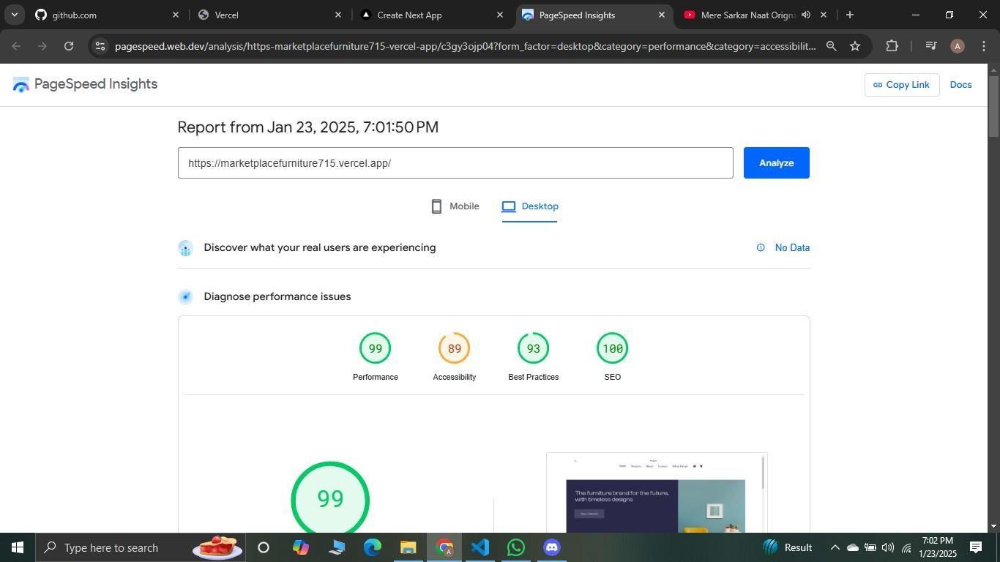 github.com
Vercel
Create Next App
PageSpeed Insights
Mere Sarkar Naat Orign
pagespeed.web.dev/analysis/https-marketplacefurniture715-vercel-app/c3gy3ojp04?form_factor=desktop&category=performance&category=accessibilit...
A
PageSpeed Insights
Copy Link
Docs
Report from Jan 23, 2025, 7:01:50 PM
https://marketplacefurniture715.vercel.app/
Analyze
Mobile
Desktop
Discover what your real users are experiencing
No Data
Diagnose performance issues
99
89
93
100
Performance
Accessibility
Best Practices
SEO
99
Home
Products
About
Contact
The furniture brand for the future,
with timeless designs
Type here to search
A
Result
7:02 PM
1/23/2025